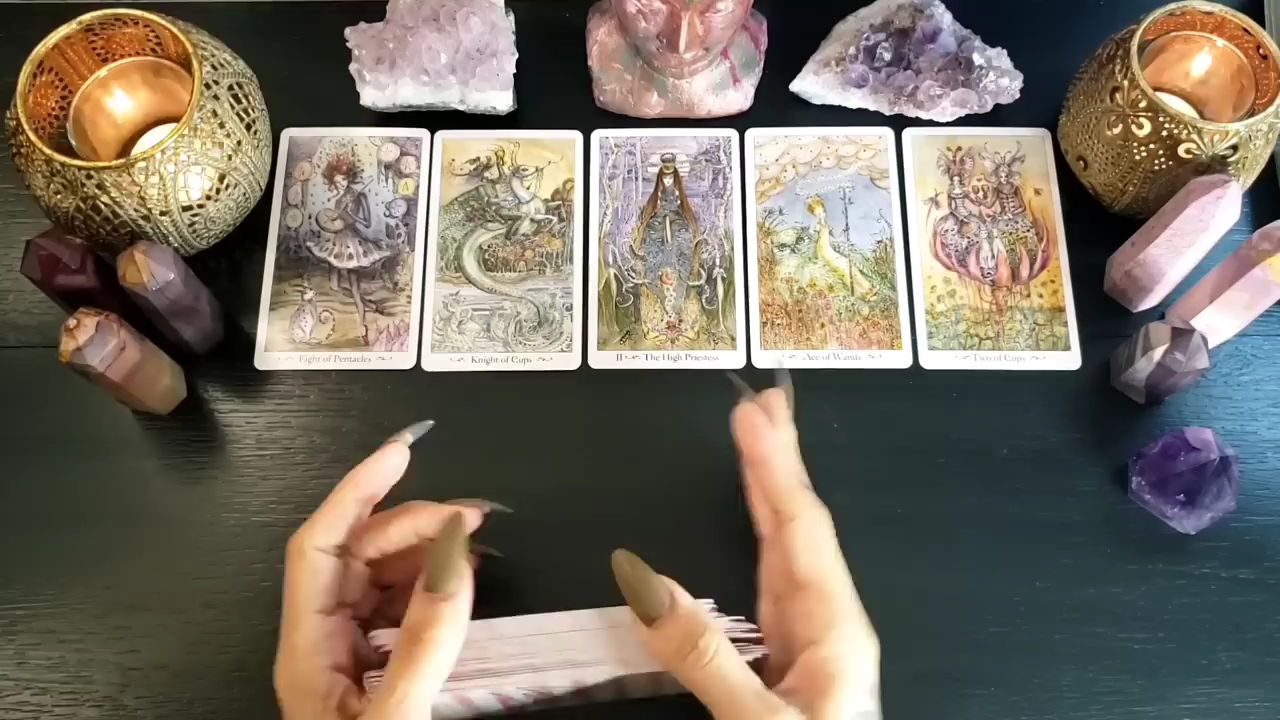 Eight of Pentacles
Knight of Cups
II The High Priestess
Ace of Wands
Two of Cups